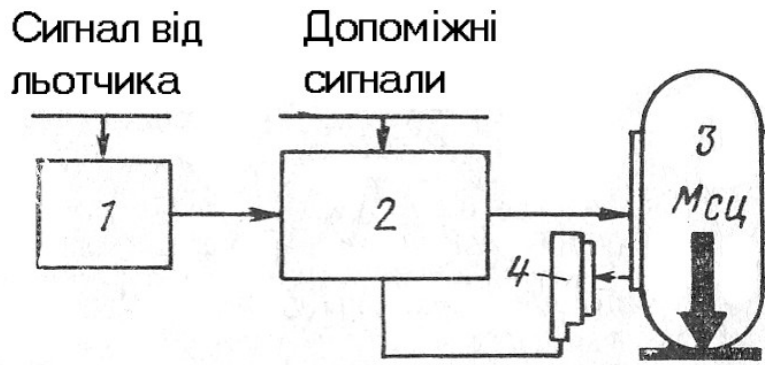 Сигнал від
льотчика
Допоміжні
сигнали
1
2
3
Мсц
4